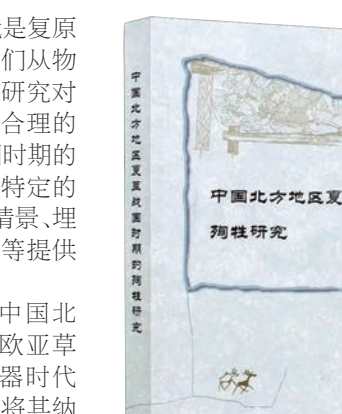 是复原
们从物
研究对
合理的
国时期的
特定的
情景、埋
等提供
中国北
欧亚草
器时代
将其纳
中国北方地区夏至战国时期的殉牲研究
中国北方地区夏
殉牲研究